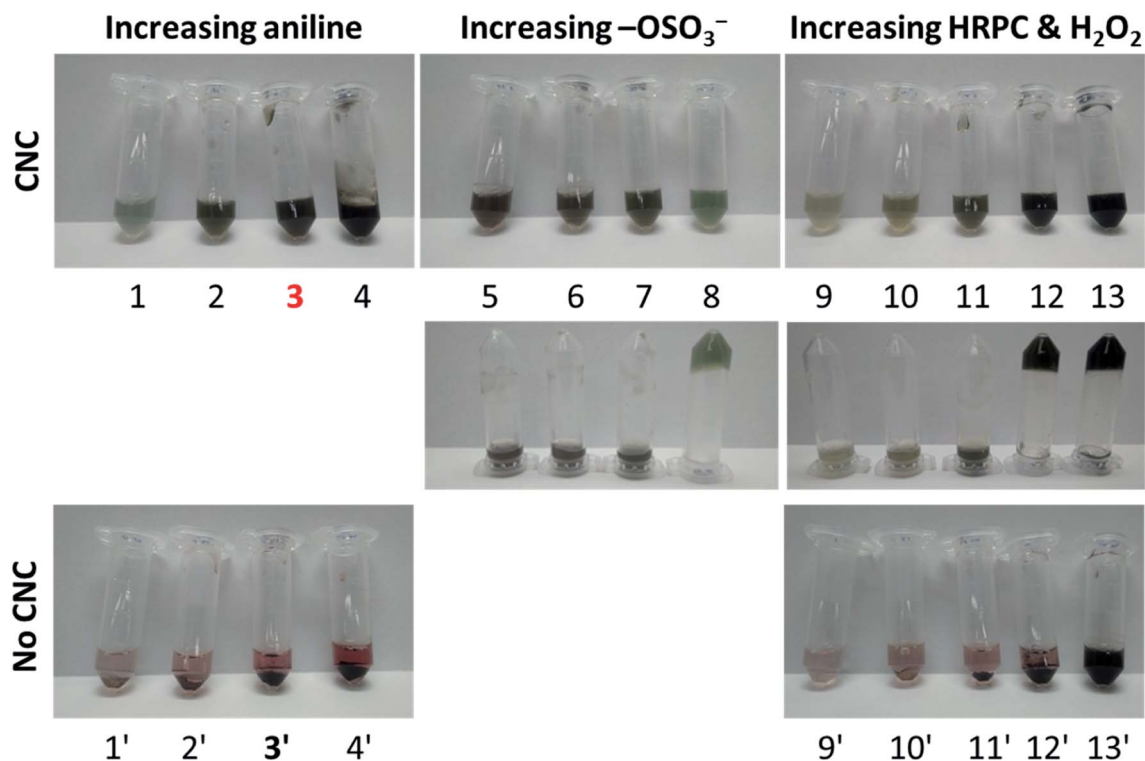 Increasing aniline
Increasing –OSO₃⁻
Increasing HRPC & H₂O₂
CNC
1 2 3 4
5 6 7 8
9 10 11 12 13
No CNC
1' 2' 3' 4'
9' 10' 11' 12' 13'